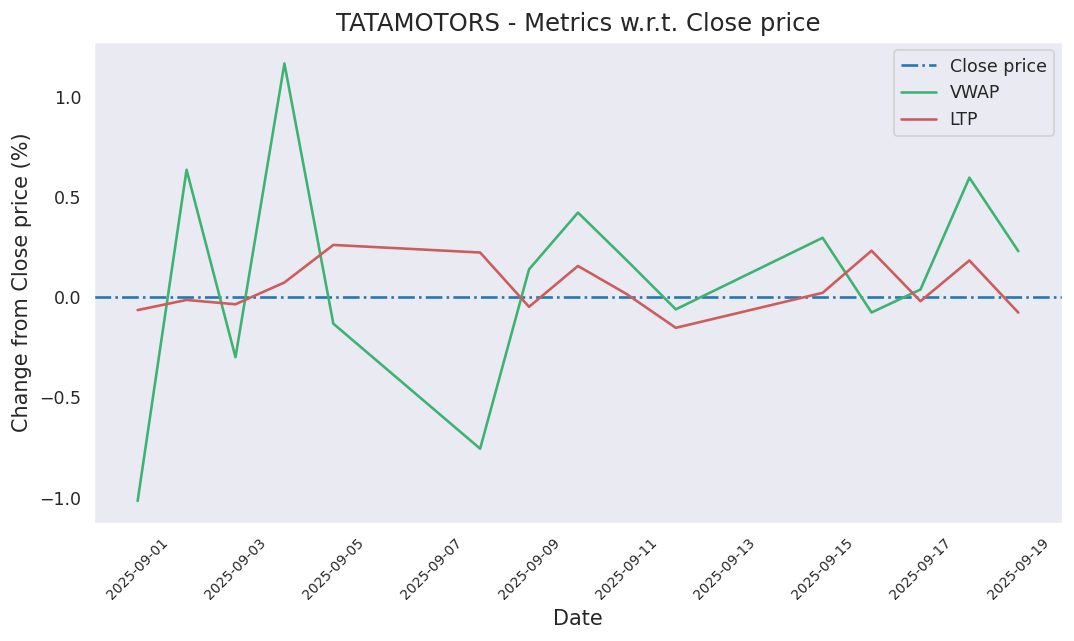 TATAMOTORS - Metrics w.r.t. Close price
Close price
VWAP
LTP
Change from Close price (%)
1.0
0.5
0.0
−0.5
−1.0
2025-09-01
2025-09-03
2025-09-05
2025-09-07
2025-09-09
2025-09-11
2025-09-13
2025-09-15
2025-09-17
2025-09-19
Date